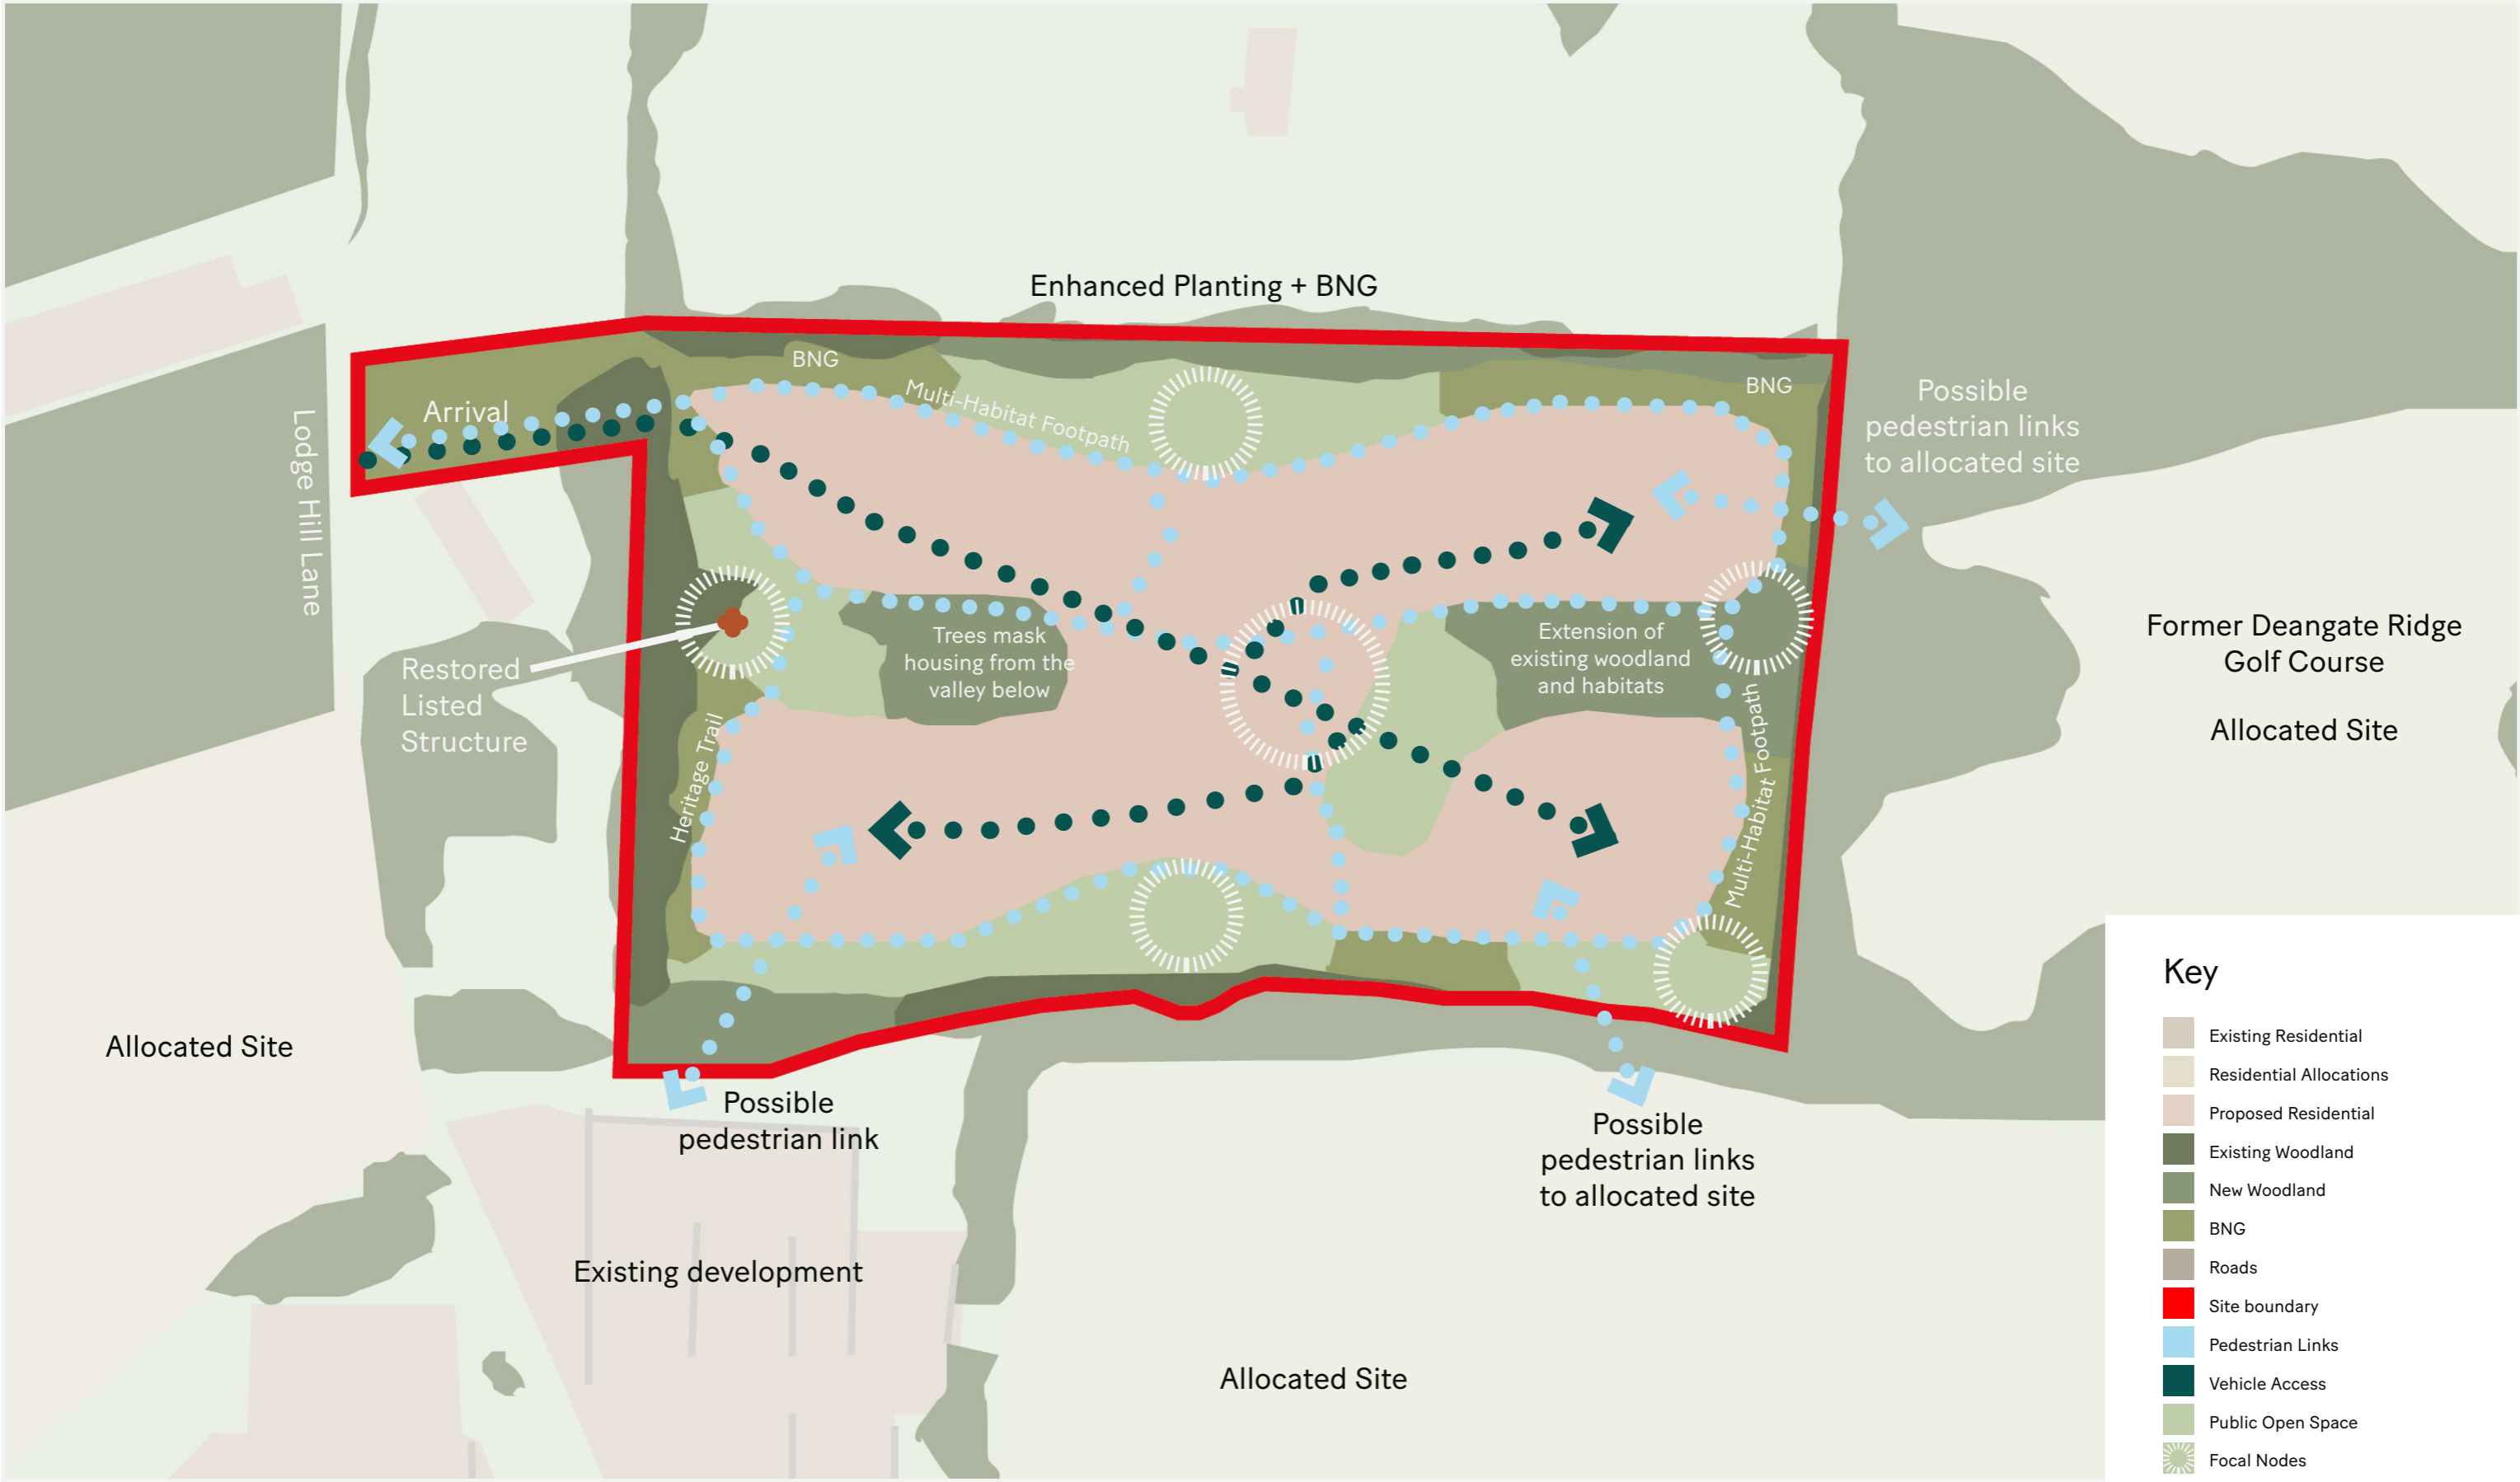 Enhanced Planting + BNG
BNG
BNG
Multi-Habitat Footpath
Arrival
Lodge Hill Lane
Possible
pedestrian links
to allocated site
Restored
Listed
Structure
Trees mask
housing from the
valley below
Extension of
existing woodland
and habitats
Former Deangate Ridge
Golf Course
Allocated Site
Heritage Trail
Multi-Habitat Footpath
Allocated Site
Possible
pedestrian link
Possible
pedestrian links
to allocated site
Existing development
Allocated Site
Key
Existing Residential
Residential Allocations
Proposed Residential
Existing Woodland
New Woodland
BNG
Roads
Site boundary
Pedestrian Links
Vehicle Access
Public Open Space
Focal Nodes